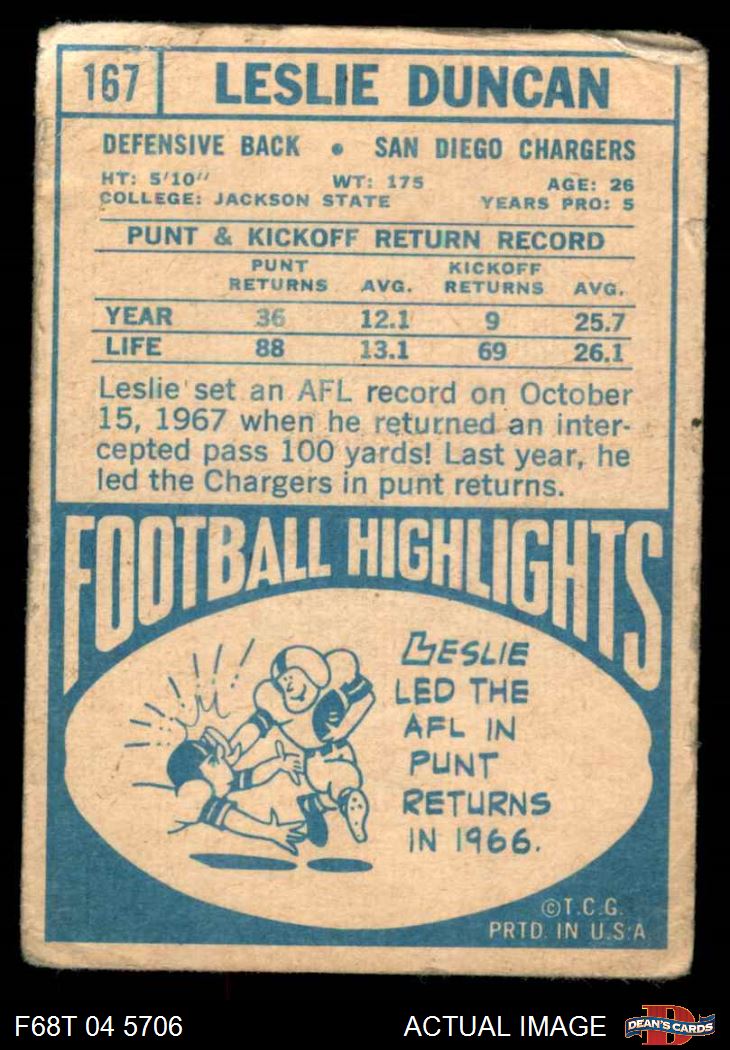 167 LESLIE DUNCAN
DEFENSIVE BACK • SAN DIEGO CHARGERS
HT: 5'10" WT: 175 AGE: 26
COLLEGE: JACKSON STATE YEARS PRO: 5
PUNT & KICKOFF RETURN RECORD
PUNT KICKOFF
RETURNS AVG. RETURNS AVG.
YEAR 36 12.1 9 25.7
LIFE 88 13.1 69 26.1
Leslie set an AFL record on October
15, 1967 when he returned an inter-
cepted pass 100 yards! Last year, he
led the Chargers in punt returns.
FOOTBALL HIGHLIGHTS
LESLIE
LED THE
AFL IN
PUNT
RETURNS
IN 1966.
©T.C.G.
PRTD. IN U.S.A
F68T 04 5706 ACTUAL IMAGE
D
DEAN'S CARDS